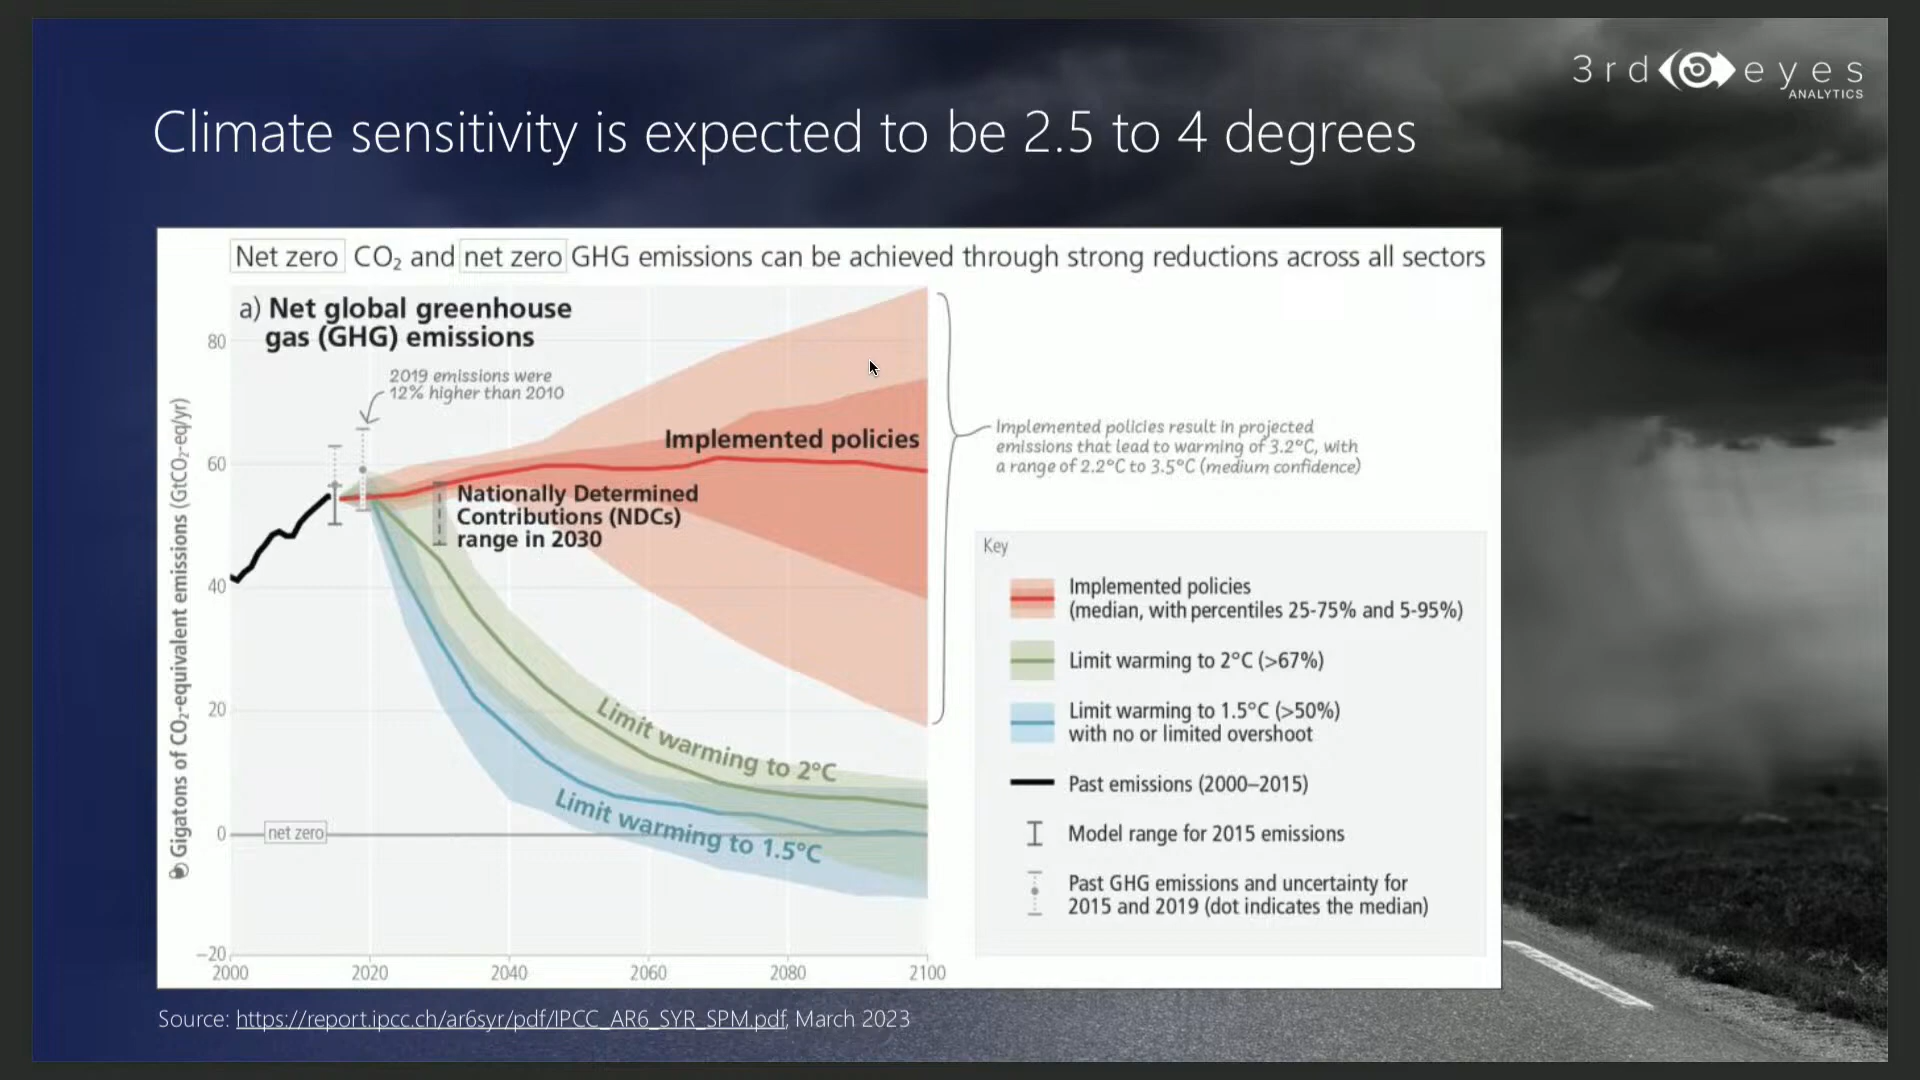 3rd eyes
ANALYTICS
Climate sensitivity is expected to be 2.5 to 4 degrees
Net zero CO₂ and net zero GHG emissions can be achieved through strong reductions across all sectors
a) Net global greenhouse
gas (GHG) emissions
2019 emissions were
12% higher than 2010
Gigatons of CO₂-equivalent emissions (GtCO₂-eq/yr)
80
60
40
20
0
−20
net zero
2000
2020
2040
2060
2080
2100
Implemented policies
Nationally Determined
Contributions (NDCs)
range in 2030
Limit warming to 2°C
Limit warming to 1.5°C
Implemented policies result in projected
emissions that lead to warming of 3.2°C, with
a range of 2.2°C to 3.5°C (medium confidence)
Key
Implemented policies
(median, with percentiles 25-75% and 5-95%)
Limit warming to 2°C (>67%)
Limit warming to 1.5°C (>50%)
with no or limited overshoot
Past emissions (2000–2015)
Model range for 2015 emissions
Past GHG emissions and uncertainty for
2015 and 2019 (dot indicates the median)
Source: https://report.ipcc.ch/ar6syr/pdf/IPCC_AR6_SYR_SPM.pdf, March 2023